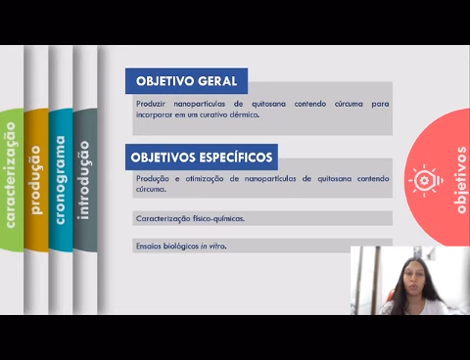 OBJETIVO GERAL
Produzir nanopartículas de quitosana contendo cúrcuma para
incorporar em um curativo dérmico.
OBJETIVOS ESPECÍFICOS
Produção e otimização de nanopartículas de quitosana contendo
cúrcuma.
Caracterização físico-químicas.
Ensaios biológicos in vitro.
caracterização
produção
cronograma
introdução
objetivos